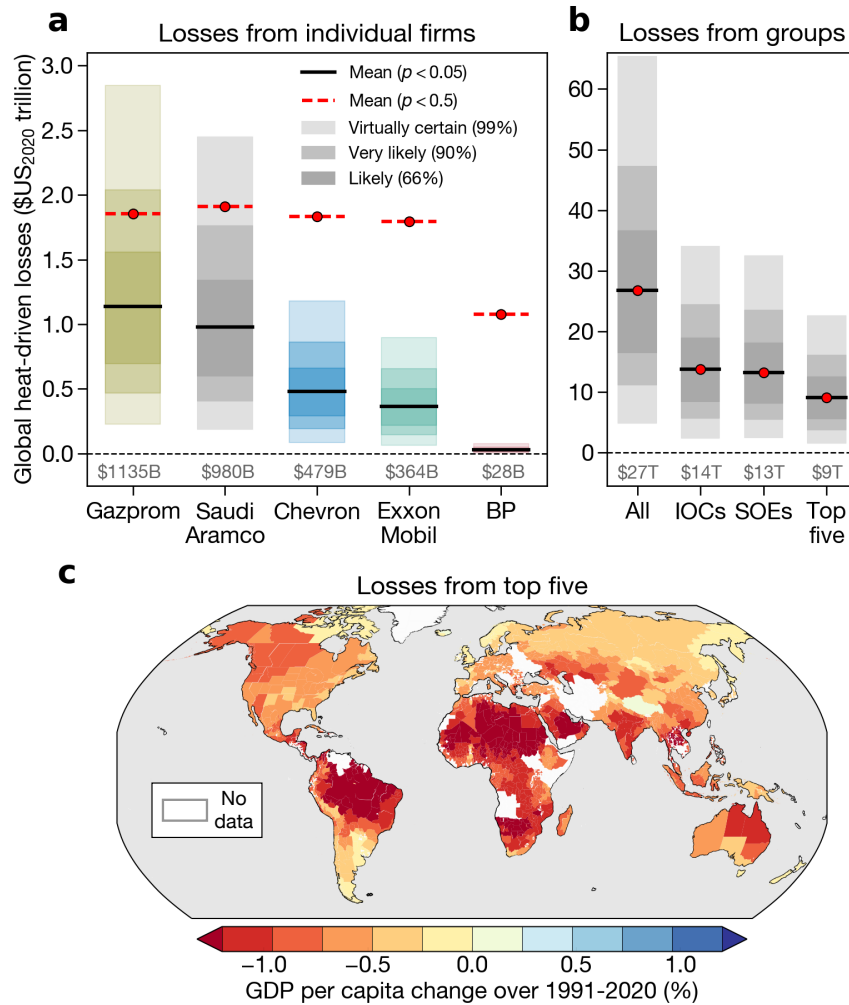 a
Losses from individual firms
Global heat-driven losses ($US2020 trillion)
3.0
2.5
2.0
1.5
1.0
0.5
0.0
Mean (p < 0.05)
Mean (p < 0.5)
Virtually certain (99%)
Very likely (90%)
Likely (66%)
$1135B $980B $479B $364B $28B
Gazprom Saudi Aramco Chevron Exxon Mobil BP
b
Losses from groups
60
50
40
30
20
10
0
$27T $14T $13T $9T
All IOCs SOEs Top five
c
Losses from top five
No
data
−1.0 −0.5 0.0 0.5 1.0
GDP per capita change over 1991-2020 (%)